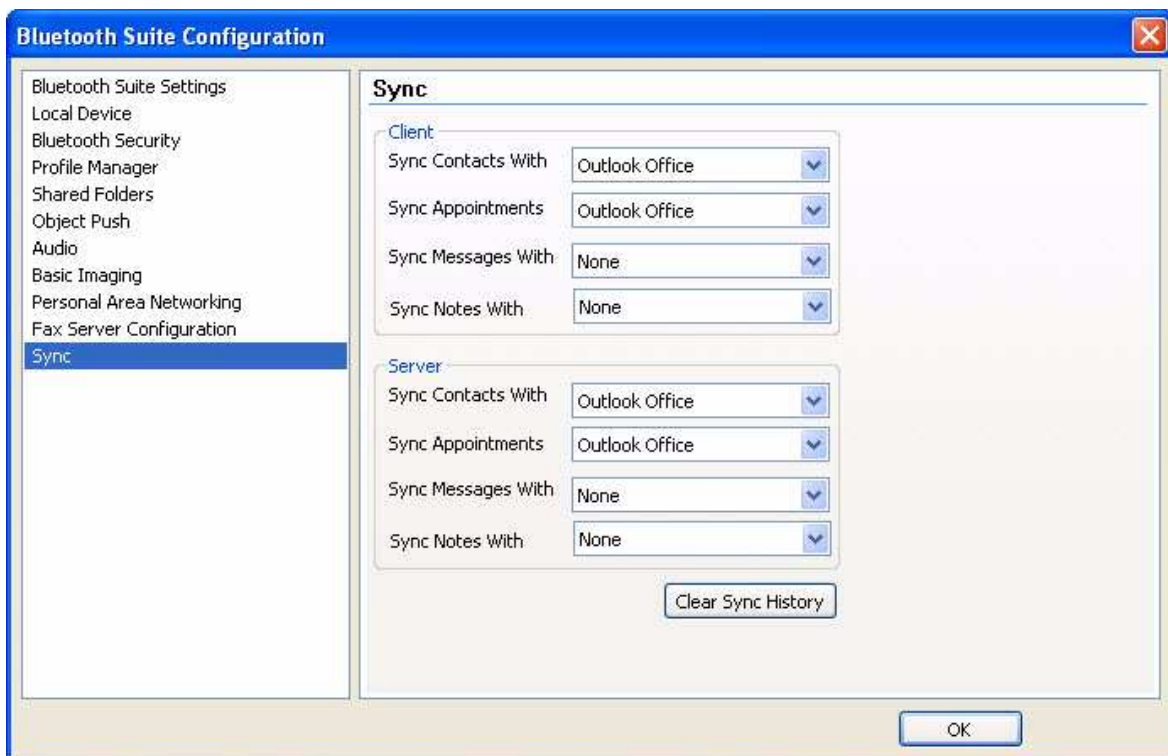 Bluetooth Suite Configuration
Bluetooth Suite Settings
Local Device
Bluetooth Security
Profile Manager
Shared Folders
Object Push
Audio
Basic Imaging
Personal Area Networking
Fax Server Configuration
Sync
Sync
Client
Sync Contacts With Outlook Office
Sync Appointments Outlook Office
Sync Messages With None
Sync Notes With None
Server
Sync Contacts With Outlook Office
Sync Appointments Outlook Office
Sync Messages With None
Sync Notes With None
Clear Sync History
OK